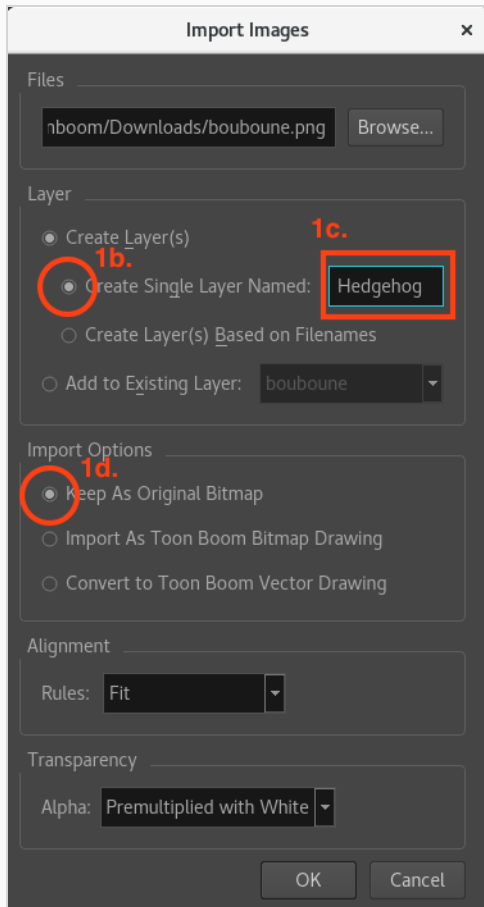 Import Images ×
Files
nboom/Downloads/bouboune.png Browse...
Layer
Create Layer(s)
1b.
1c.
Create Single Layer Named: Hedgehog
Create Layer(s) Based on Filenames
Add to Existing Layer: bouboune
Import Options
1d.
Keep As Original Bitmap
Import As Toon Boom Bitmap Drawing
Convert to Toon Boom Vector Drawing
Alignment
Rules: Fit
Transparency
Alpha: Premultiplied with White
OK Cancel